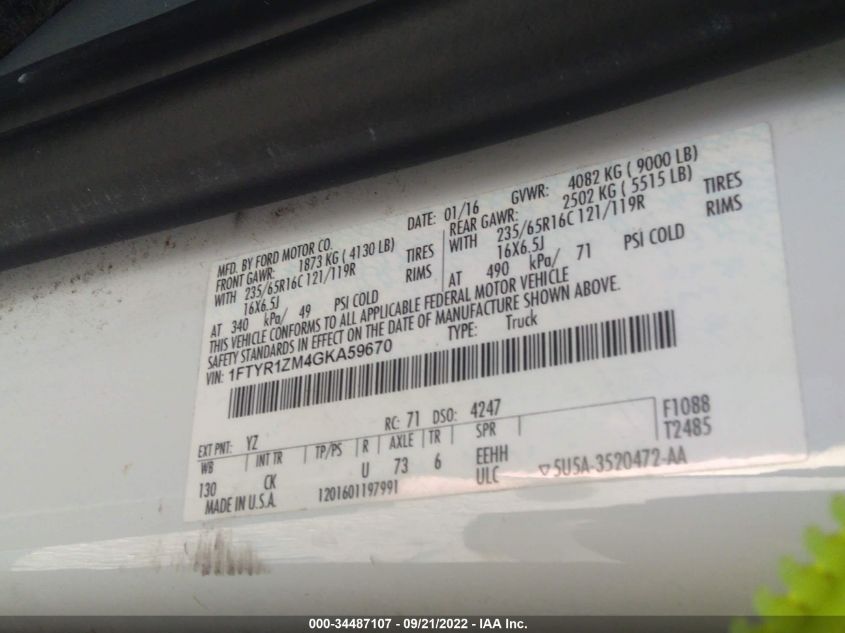 MFD. BY FORD MOTOR CO. DATE: 01/16 GVWR: 4082 KG ( 9000 LB)
FRONT GAWR: 1873 KG ( 4130 LB) REAR GAWR: 2502 KG ( 5515 LB)
WITH 235/65R16C 121/119R TIRES WITH 235/65R16C 121/119R TIRES
16X6.5J RIMS 16X6.5J RIMS
AT 340 kPa/ 49 PSI COLD AT 490 kPa/ 71 PSI COLD
THIS VEHICLE CONFORMS TO ALL APPLICABLE FEDERAL MOTOR VEHICLE
SAFETY STANDARDS IN EFFECT ON THE DATE OF MANUFACTURE SHOWN ABOVE.
VIN: 1FTYR1ZM4GKA59670 TYPE: Truck
EXT PNT: YZ RC: 71 DSO: 4247 F1088
WB INT TR TP/PS R AXLE TR SPR T2485
130 CK U 73 6 EEHH
MADE IN U.S.A. 1201601197991 ULC ▽5U5A-3520472-AA
000-34487107 - 09/21/2022 - IAA Inc.